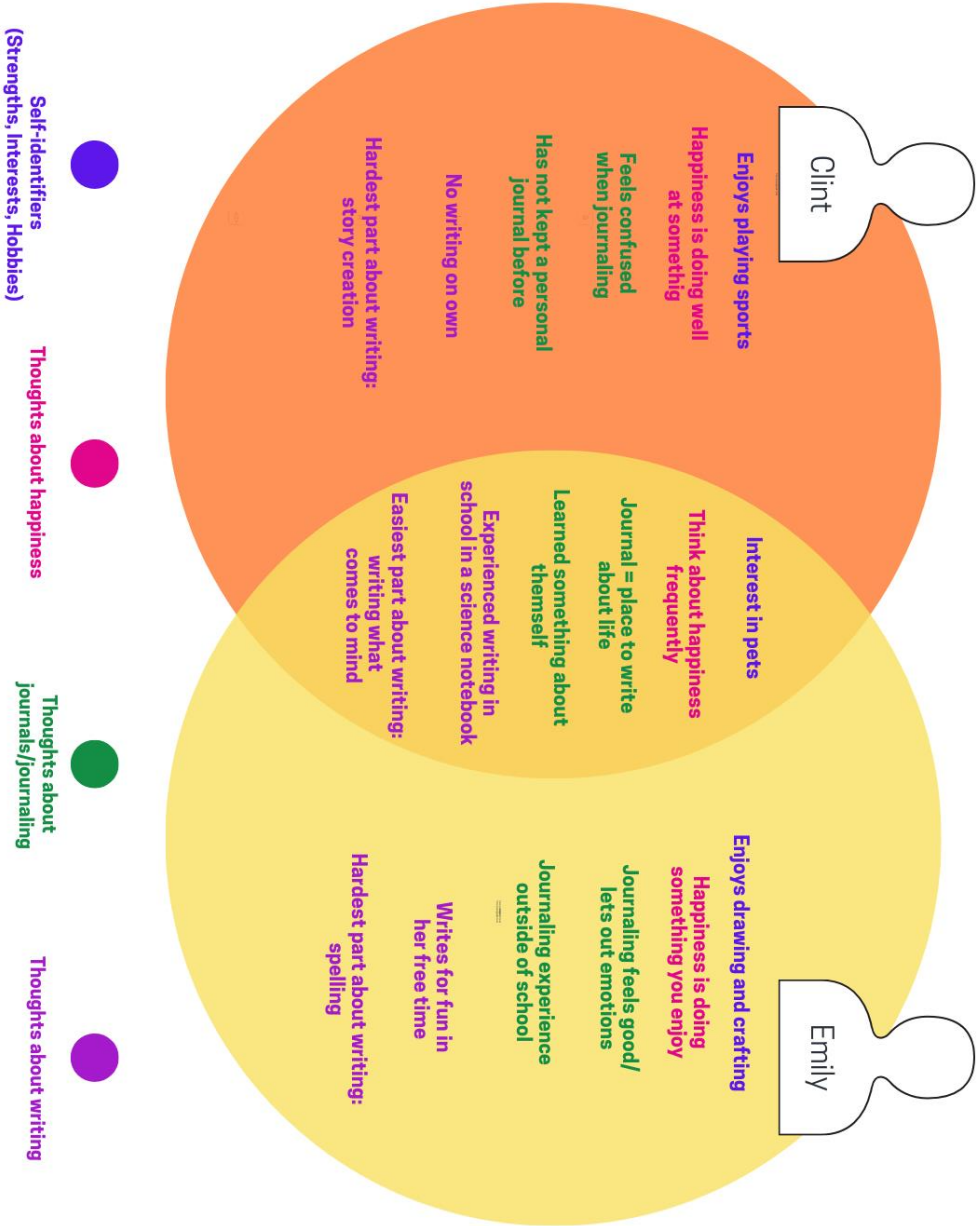 Clint
Enjoys playing sports
Happiness is doing well
at somethig
Feels confused
when journaling
Has not kept a personal
journal before
No writing on own
Hardest part about writing:
story creation
Interest in pets
Think about happiness
frequently
Journal = place to write
about life
Learned something about
themself
Experienced writing in
school in a science notebook
Easiest part about writing:
writing what
comes to mind
Emily
Enjoys drawing and crafting
Happiness is doing
something you enjoy
Journaling feels good/
lets out emotions
Journaling experience
outside of school
Writes for fun in
her free time
Hardest part about writing:
spelling
Self-identifiers
(Strengths, Interests, Hobbies)
Thoughts about happiness
Thoughts about
journals/journaling
Thoughts about writing